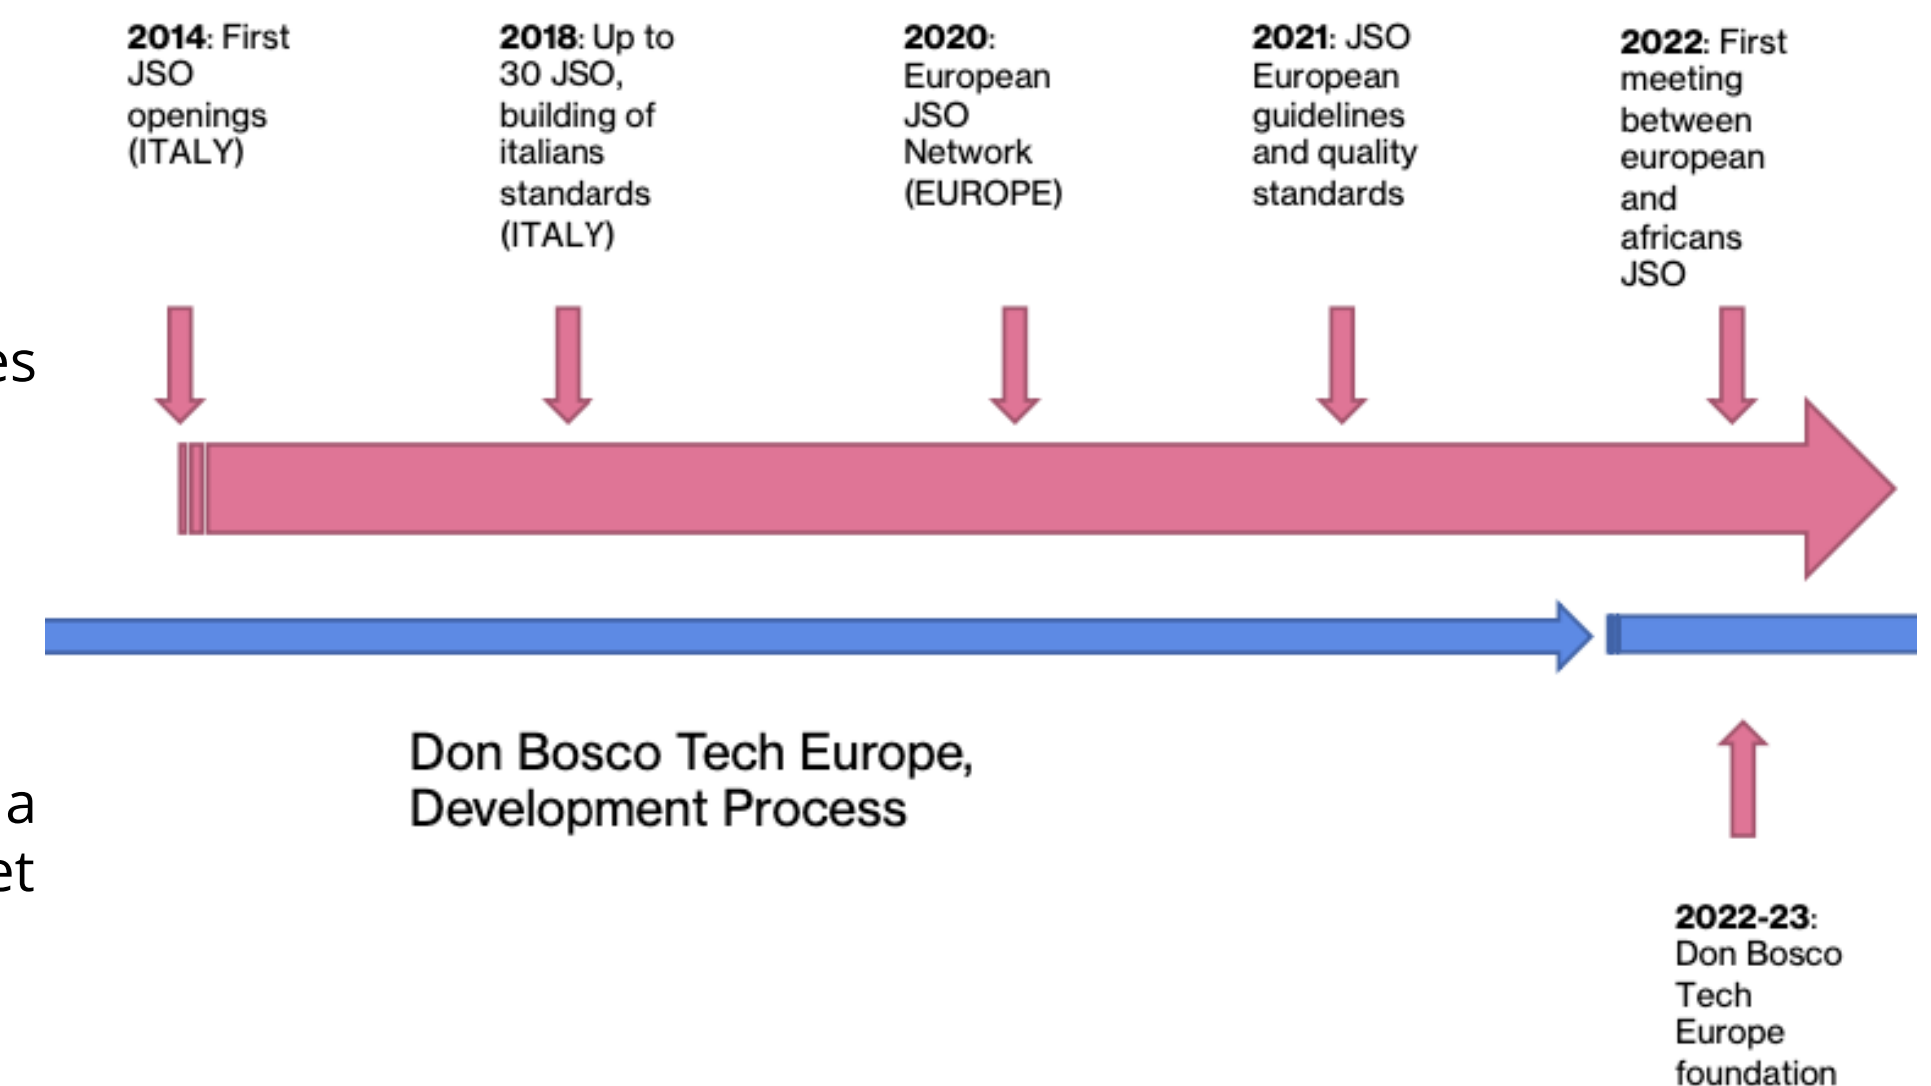 2014: First
JSO
openings
(ITALY)
2018: Up to
30 JSO,
building of
italians
standards
(ITALY)
2020:
European
JSO
Network
(EUROPE)
2021: JSO
European
guidelines
and quality
standards
2022: First
meeting
between
european
and
africans
JSO
es
Don Bosco Tech Europe,
Development Process
a
et
2022-23:
Don Bosco
Tech
Europe
foundation